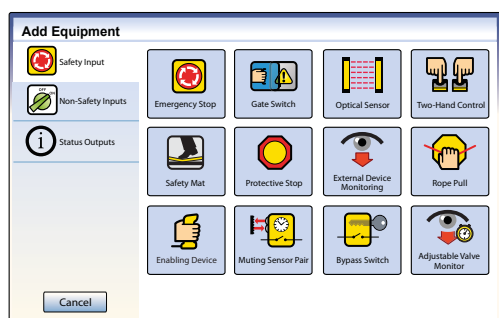 Add Equipment
Safety Input
OFF
ON
Non-Safety Inputs
i
Status Outputs
Emergency Stop
Gate Switch
Optical Sensor
Two-Hand Control
Safety Mat
Protective Stop
External Device
Monitoring
Rope Pull
Enabling Device
Muting Sensor Pair
Bypass Switch
Adjustable Valve
Monitor
Cancel